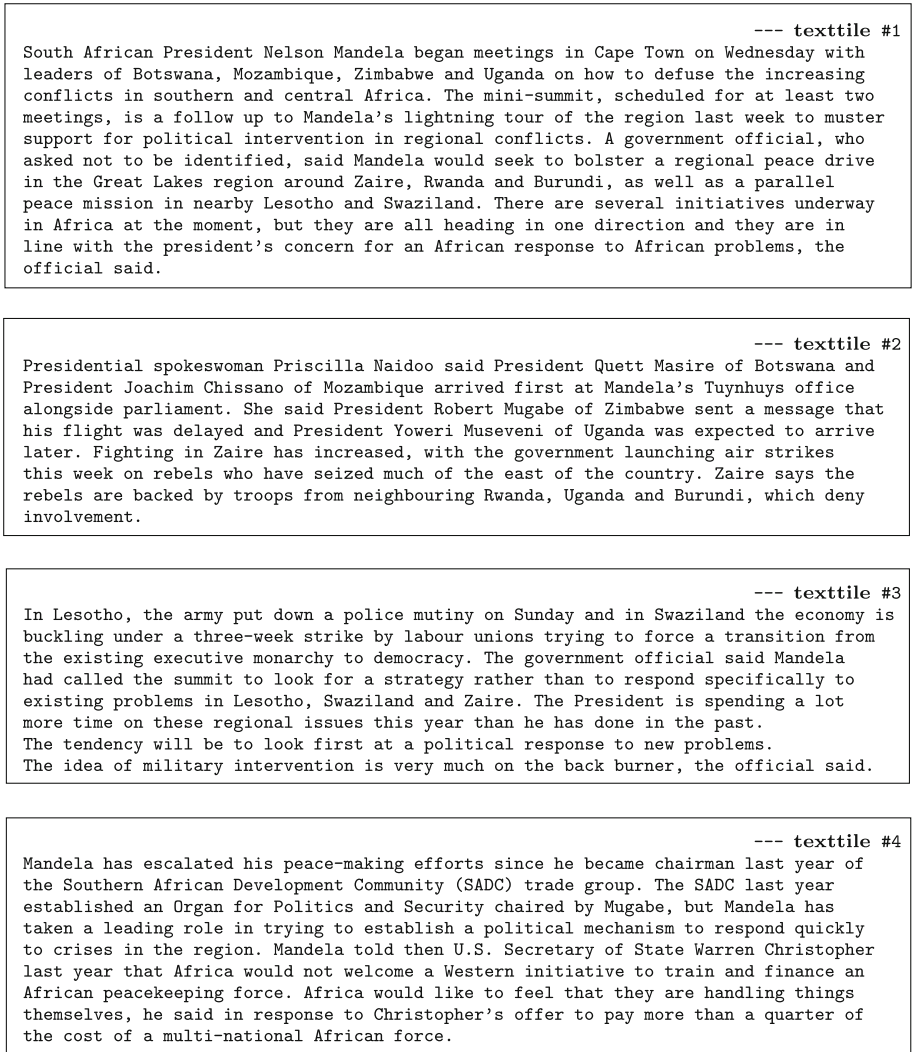 --- texttile #1
South African President Nelson Mandela began meetings in Cape Town on Wednesday with
leaders of Botswana, Mozambique, Zimbabwe and Uganda on how to defuse the increasing
conflicts in southern and central Africa. The mini-summit, scheduled for at least two
meetings, is a follow up to Mandela's lightning tour of the region last week to muster
support for political intervention in regional conflicts. A government official, who
asked not to be identified, said Mandela would seek to bolster a regional peace drive
in the Great Lakes region around Zaire, Rwanda and Burundi, as well as a parallel
peace mission in nearby Lesotho and Swaziland. There are several initiatives underway
in Africa at the moment, but they are all heading in one direction and they are in
line with the president's concern for an African response to African problems, the
official said.
--- texttile #2
Presidential spokeswoman Priscilla Naidoo said President Quett Masire of Botswana and
President Joachim Chissano of Mozambique arrived first at Mandela's Tuynhuys office
alongside parliament. She said President Robert Mugabe of Zimbabwe sent a message that
his flight was delayed and President Yoweri Museveni of Uganda was expected to arrive
later. Fighting in Zaire has increased, with the government launching air strikes
this week on rebels who have seized much of the east of the country. Zaire says the
rebels are backed by troops from neighbouring Rwanda, Uganda and Burundi, which deny
involvement.
--- texttile #3
In Lesotho, the army put down a police mutiny on Sunday and in Swaziland the economy is
buckling under a three-week strike by labour unions trying to force a transition from
the existing executive monarchy to democracy. The government official said Mandela
had called the summit to look for a strategy rather than to respond specifically to
existing problems in Lesotho, Swaziland and Zaire. The President is spending a lot
more time on these regional issues this year than he has done in the past.
The tendency will be to look first at a political response to new problems.
The idea of military intervention is very much on the back burner, the official said.
--- texttile #4
Mandela has escalated his peace-making efforts since he became chairman last year of
the Southern African Development Community (SADC) trade group. The SADC last year
established an Organ for Politics and Security chaired by Mugabe, but Mandela has
taken a leading role in trying to establish a political mechanism to respond quickly
to crises in the region. Mandela told then U.S. Secretary of State Warren Christopher
last year that Africa would not welcome a Western initiative to train and finance an
African peacekeeping force. Africa would like to feel that they are handling things
themselves, he said in response to Christopher's offer to pay more than a quarter of
the cost of a multi-national African force.